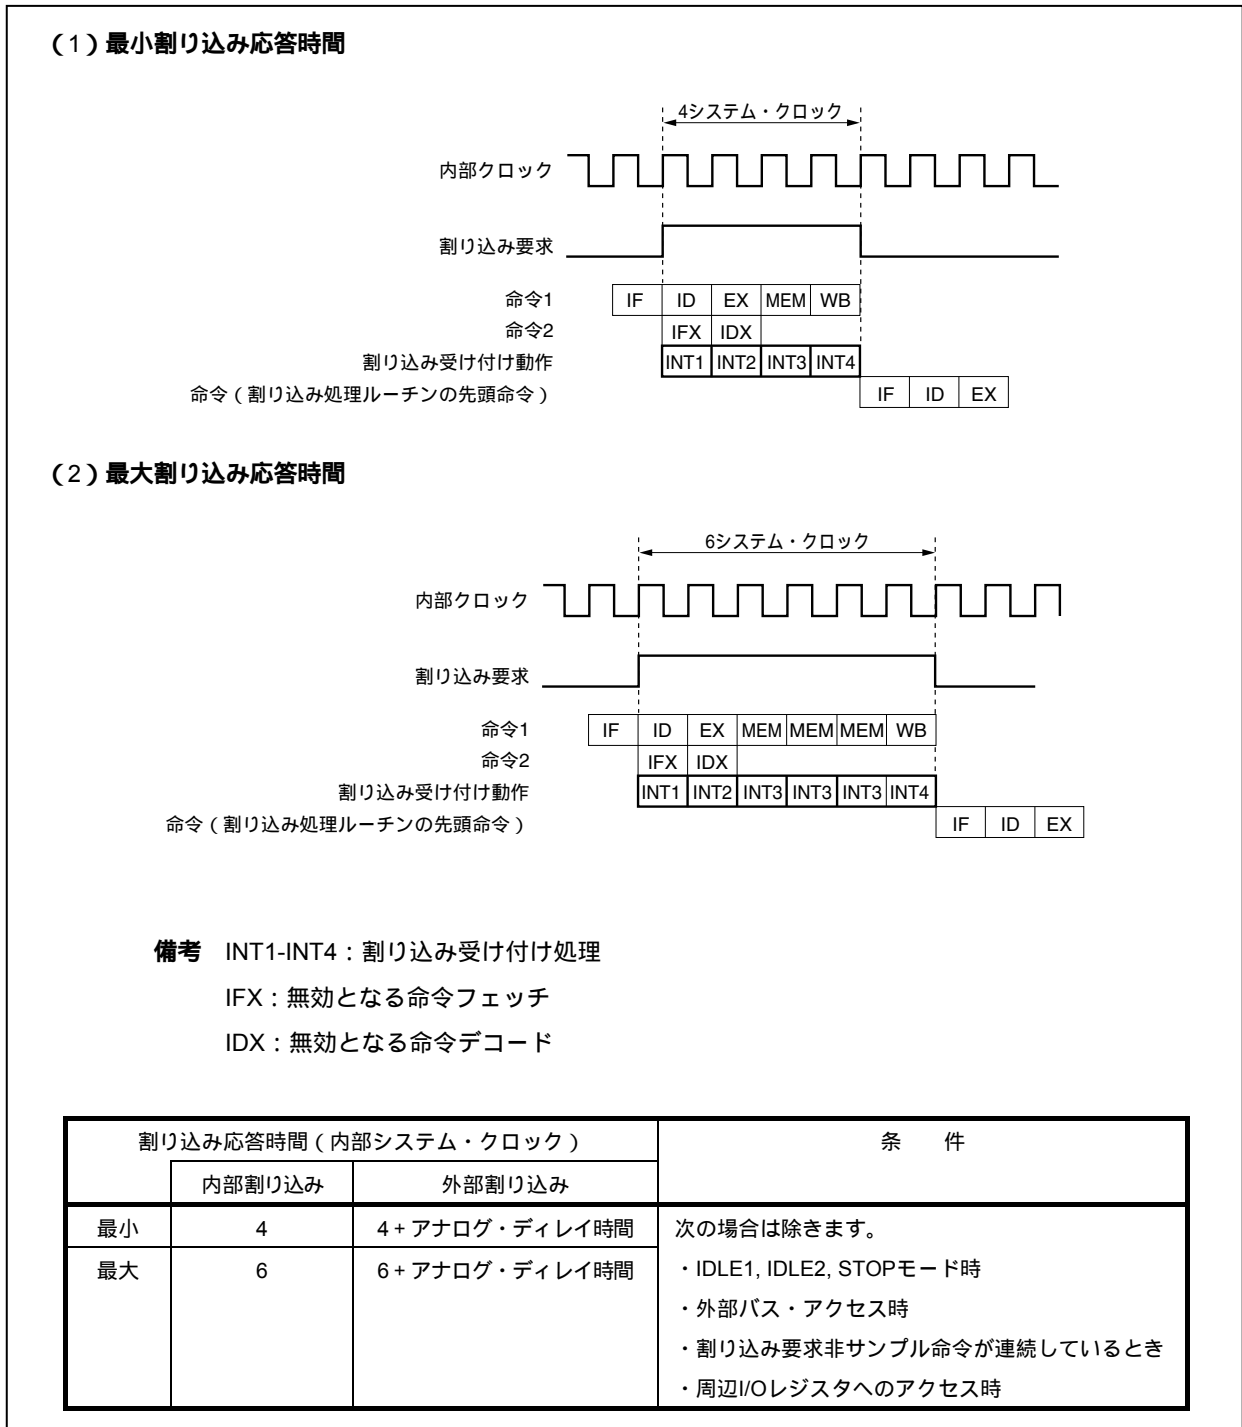 （1）最小割り込み応答時間
4システム・クロック
内部クロック
割り込み要求
命令1 IF ID EX MEM WB
命令2 IFX IDX
割り込み受け付け動作 INT1 INT2 INT3 INT4
命令（割り込み処理ルーチンの先頭命令） IF ID EX
（2）最大割り込み応答時間
6システム・クロック
内部クロック
割り込み要求
命令1 IF ID EX MEM MEM MEM WB
命令2 IFX IDX
割り込み受け付け動作 INT1 INT2 INT3 INT3 INT3 INT4
命令（割り込み処理ルーチンの先頭命令） IF ID EX
備考 INT1-INT4：割り込み受け付け処理
IFX：無効となる命令フェッチ
IDX：無効となる命令デコード
割り込み応答時間（内部システム・クロック） 条　件
内部割り込み 外部割り込み
最小 4 4 + アナログ・ディレイ時間 次の場合は除きます。
最大 6 6 + アナログ・ディレイ時間 ・IDLE1, IDLE2, STOPモード時
・外部バス・アクセス時
・割り込み要求非サンプル命令が連続しているとき
・周辺I/Oレジスタへのアクセス時